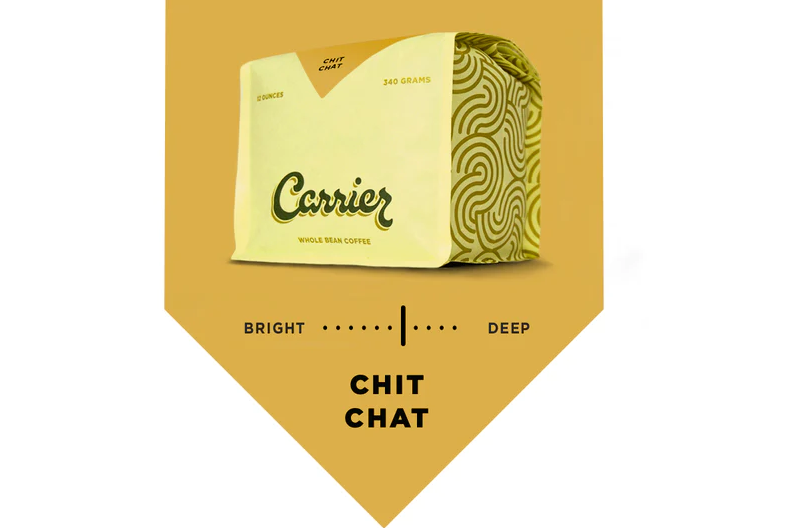 CHIT
CHAT
12 OUNCES
340 GRAMS
Carrier
WHOLE BEAN COFFEE
BRIGHT
DEEP
CHIT
CHAT